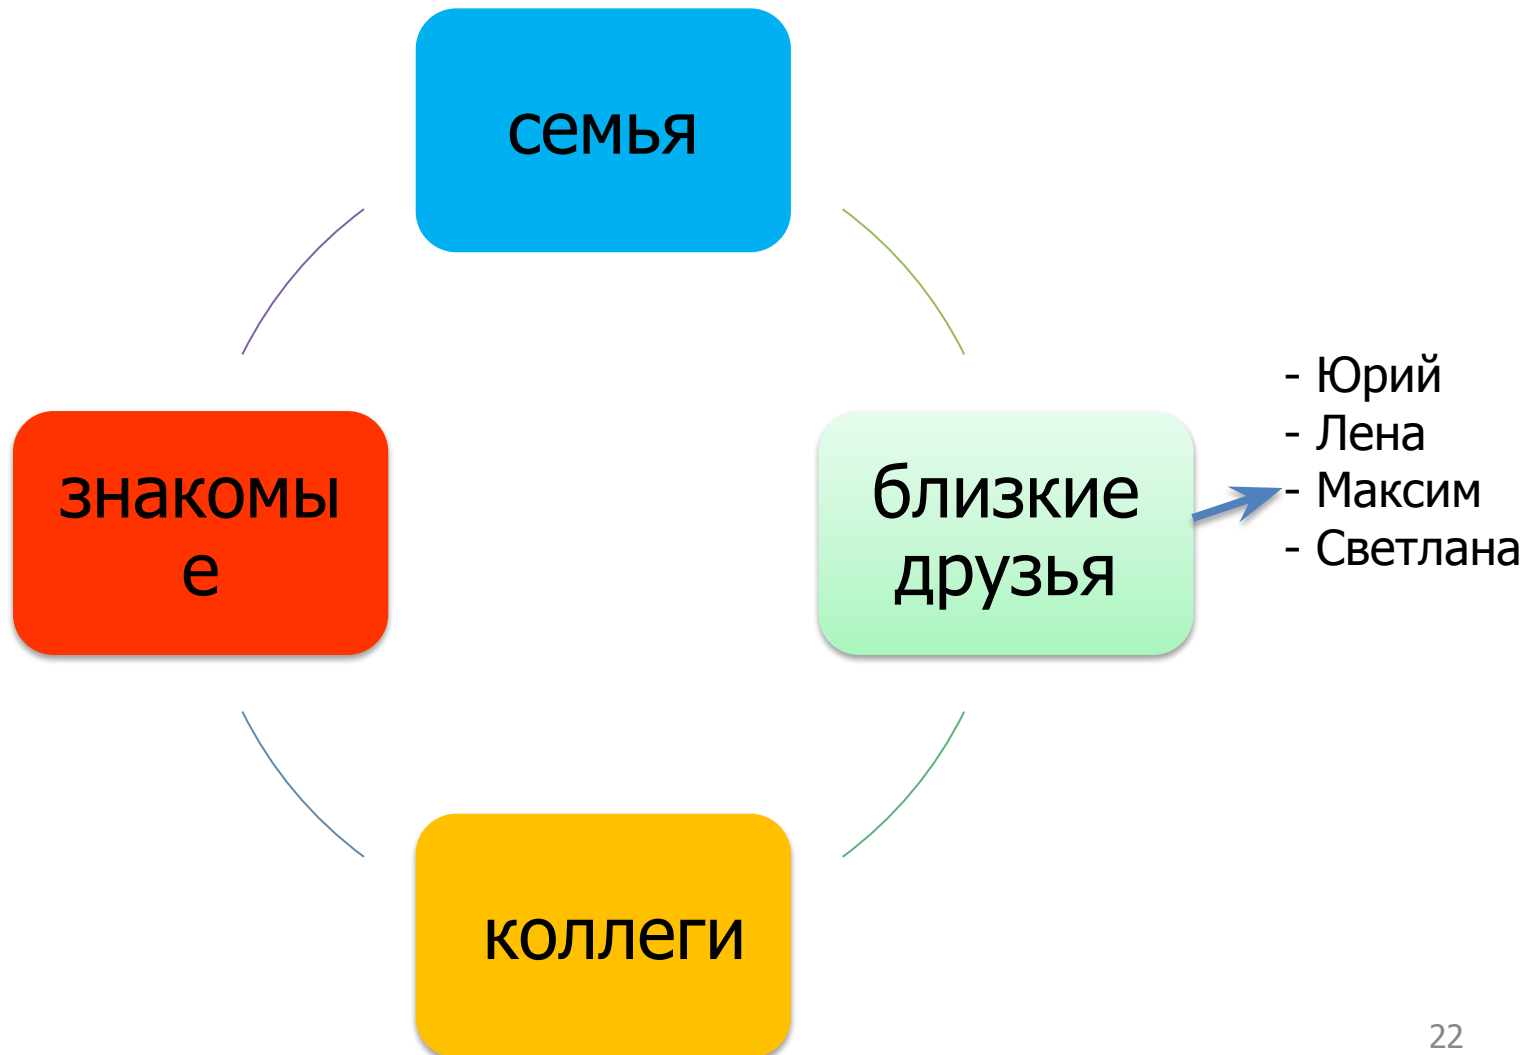 семья
знакомы
е
близкие
друзья
- Юрий
- Лена
- Максим
- Светлана
коллеги
22